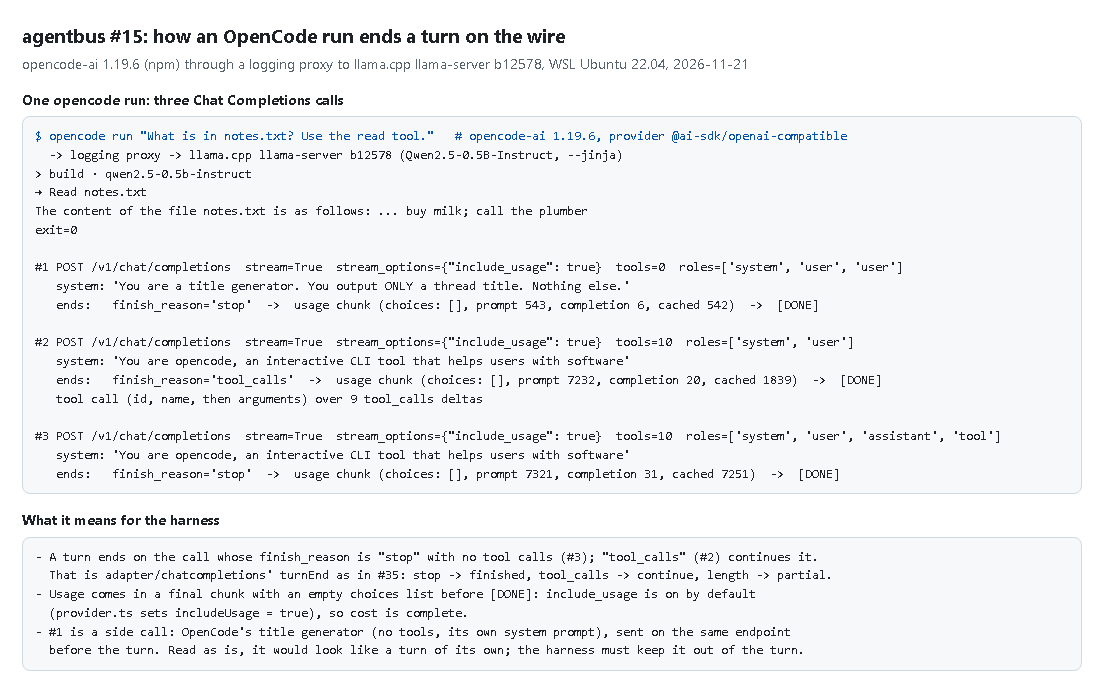 agentbus #15: how an OpenCode run ends a turn on the wire
opencode-ai 1.19.6 (npm) through a logging proxy to llama.cpp llama-server b12578, WSL Ubuntu 22.04, 2026-11-21
One opencode run: three Chat Completions calls
$ opencode run "What is in notes.txt? Use the read tool."   # opencode-ai 1.19.6, provider @ai-sdk/openai-compatible
  -> logging proxy -> llama.cpp llama-server b12578 (Qwen2.5-0.5B-Instruct, --jinja)
> build · qwen2.5-0.5b-instruct
→ Read notes.txt
The content of the file notes.txt is as follows: ... buy milk; call the plumber
exit=0
#1 POST /v1/chat/completions  stream=True  stream_options={"include_usage": true}  tools=0  roles=['system', 'user', 'user']
   system: 'You are a title generator. You output ONLY a thread title. Nothing else.'
   ends:   finish_reason='stop'  ->  usage chunk (choices: [], prompt 543, completion 6, cached 542)  ->  [DONE]
#2 POST /v1/chat/completions  stream=True  stream_options={"include_usage": true}  tools=10  roles=['system', 'user']
   system: 'You are opencode, an interactive CLI tool that helps users with software'
   ends:   finish_reason='tool_calls'  ->  usage chunk (choices: [], prompt 7232, completion 20, cached 1839)  ->  [DONE]
   tool call (id, name, then arguments) over 9 tool_calls deltas
#3 POST /v1/chat/completions  stream=True  stream_options={"include_usage": true}  tools=10  roles=['system', 'user', 'assistant', 'tool']
   system: 'You are opencode, an interactive CLI tool that helps users with software'
   ends:   finish_reason='stop'  ->  usage chunk (choices: [], prompt 7321, completion 31, cached 7251)  ->  [DONE]
What it means for the harness
- A turn ends on the call whose finish_reason is "stop" with no tool calls (#3); "tool_calls" (#2) continues it.
  That is adapter/chatcompletions' turnEnd as in #35: stop -> finished, tool_calls -> continue, length -> partial.
- Usage comes in a final chunk with an empty choices list before [DONE]: include_usage is on by default
  (provider.ts sets includeUsage = true), so cost is complete.
- #1 is a side call: OpenCode's title generator (no tools, its own system prompt), sent on the same endpoint
  before the turn. Read as is, it would look like a turn of its own; the harness must keep it out of the turn.